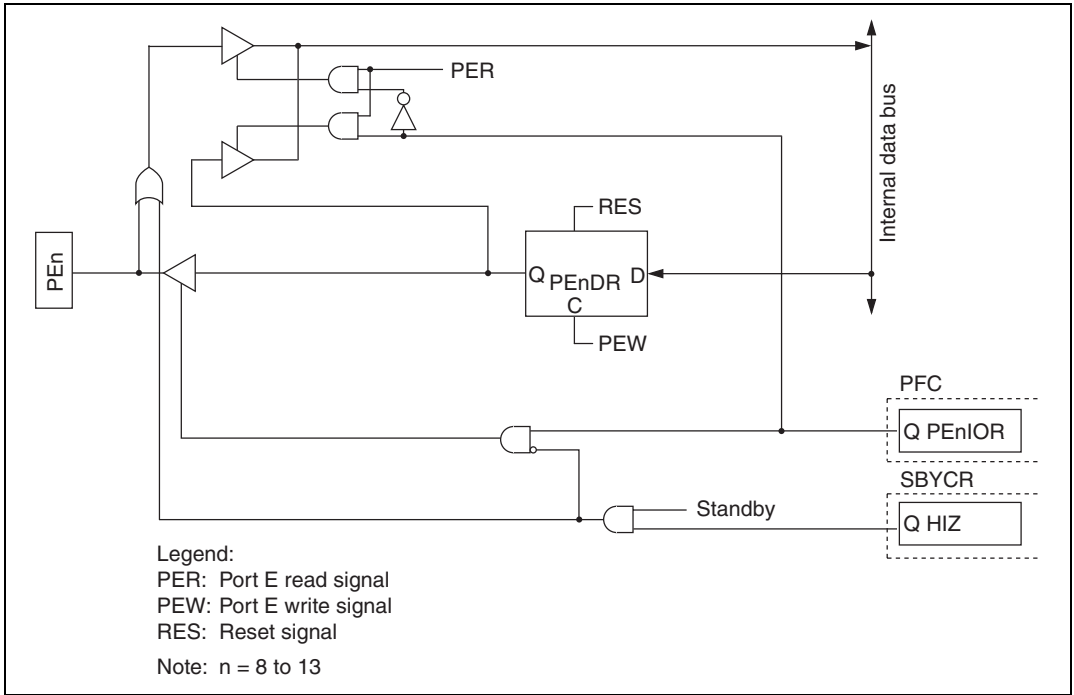 PER
Internal data bus
RES
PEn
Q PEnDR D
C
PEW
PFC
Q PEnIOR
SBYCR
Standby
Q HIZ
Legend:
PER: Port E read signal
PEW: Port E write signal
RES: Reset signal
Note: n = 8 to 13